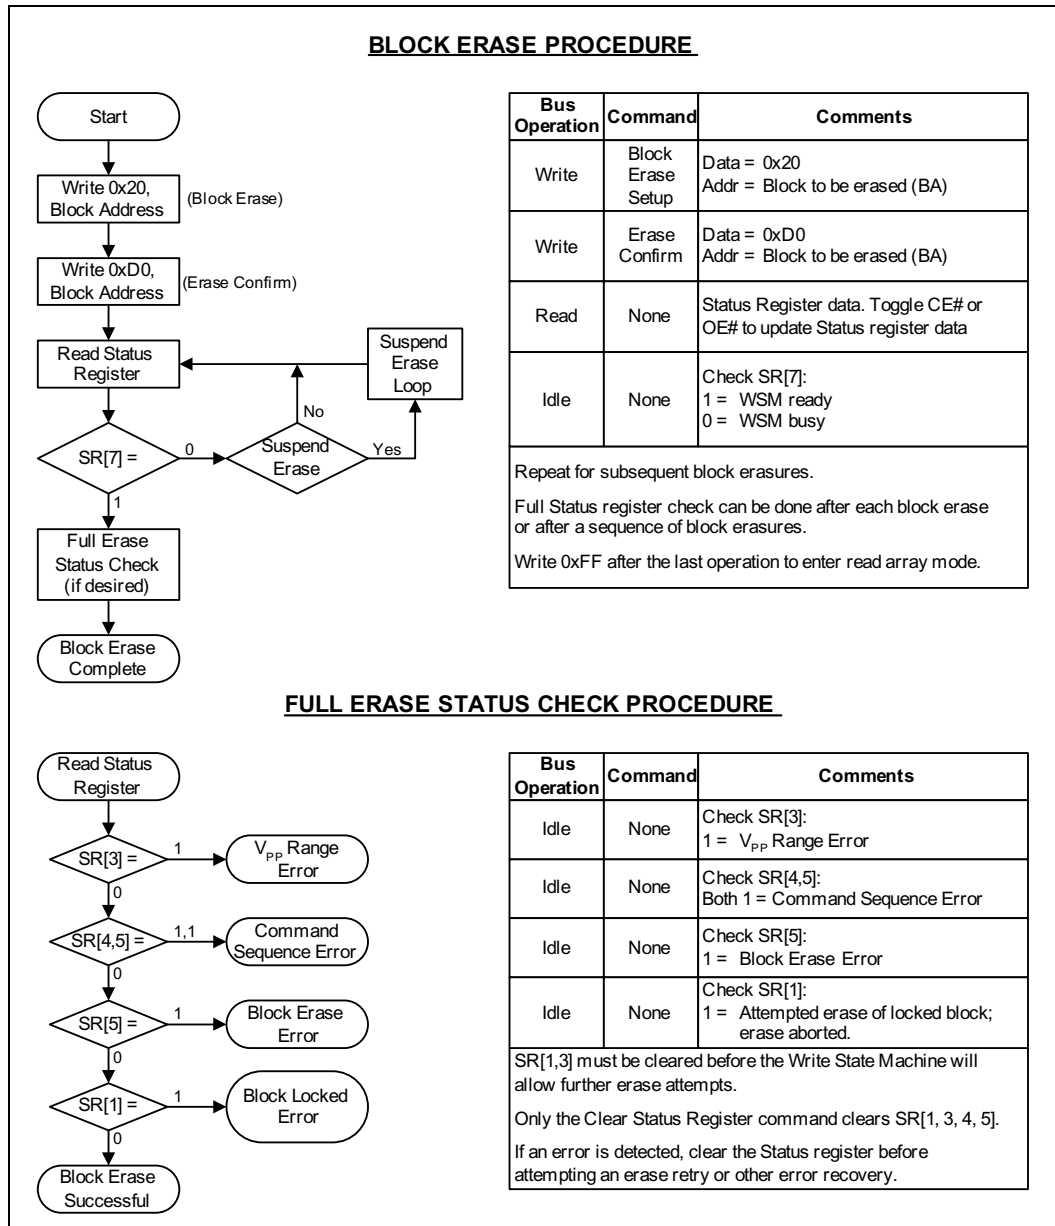 BLOCK ERASE PROCEDURE
Start
Write 0x20,
Block Address
(Block Erase)
Write 0xD0,
Block Address
(Erase Confirm)
Read Status
Register
Suspend
Erase
Loop
No
SR[7] =
0
Suspend
Erase
Yes
1
Full Erase
Status Check
(if desired)
Block Erase
Complete
Bus
Operation
Command
Comments
Write
Block
Erase
Setup
Data = 0x20
Addr = Block to be erased (BA)
Write
Erase
Confirm
Data = 0xD0
Addr = Block to be erased (BA)
Read
None
Status Register data. Toggle CE# or
OE# to update Status register data
Idle
None
Check SR[7]:
1 = WSM ready
0 = WSM busy
Repeat for subsequent block erasures.
Full Status register check can be done after each block erase
or after a sequence of block erasures.
Write 0xFF after the last operation to enter read array mode.
FULL ERASE STATUS CHECK PROCEDURE
Read Status
Register
SR[3] =
1
VPP Range
Error
0
SR[4,5] =
1,1
Command
Sequence Error
0
SR[5] =
1
Block Erase
Error
0
SR[1] =
1
Block Locked
Error
0
Block Erase
Successful
Bus
Operation
Command
Comments
Idle
None
Check SR[3]:
1 = VPP Range Error
Idle
None
Check SR[4,5]:
Both 1 = Command Sequence Error
Idle
None
Check SR[5]:
1 = Block Erase Error
Idle
None
Check SR[1]:
1 = Attempted erase of locked block;
erase aborted.
SR[1,3] must be cleared before the Write State Machine will
allow further erase attempts.
Only the Clear Status Register command clears SR[1, 3, 4, 5].
If an error is detected, clear the Status register before
attempting an erase retry or other error recovery.